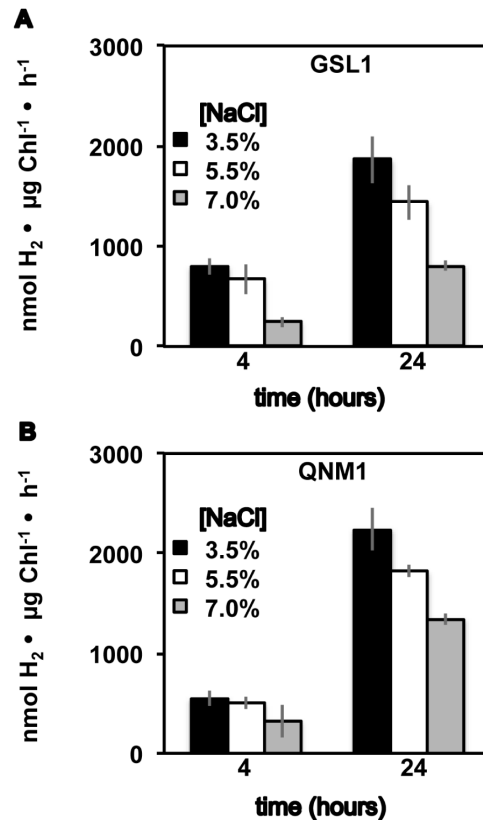 A
3000
GSL1
[NaCl]
3.5%
5.5%
7.0%
2000
1000
0
nmol H₂ • µg Chl⁻¹ • h⁻¹
4 24
time (hours)
B
3000
QNM1
[NaCl]
3.5%
5.5%
7.0%
2000
1000
0
nmol H₂ • µg Chl⁻¹ • h⁻¹
4 24
time (hours)